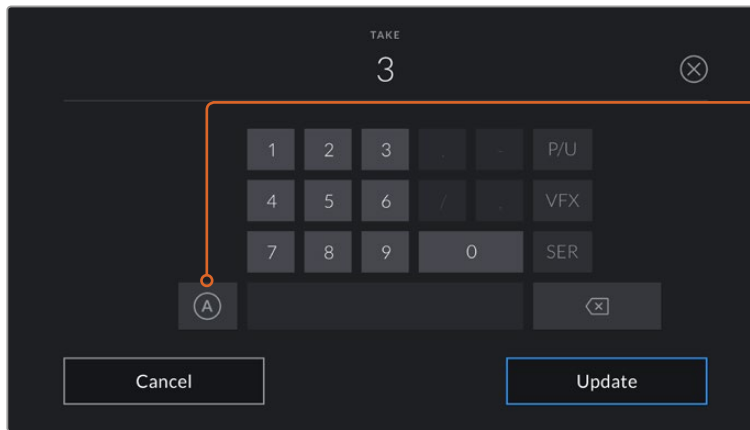 TAKE
3
1 2 3 , - P/U
4 5 6 / . VFX
7 8 9 0 SER
A
Cancel Update